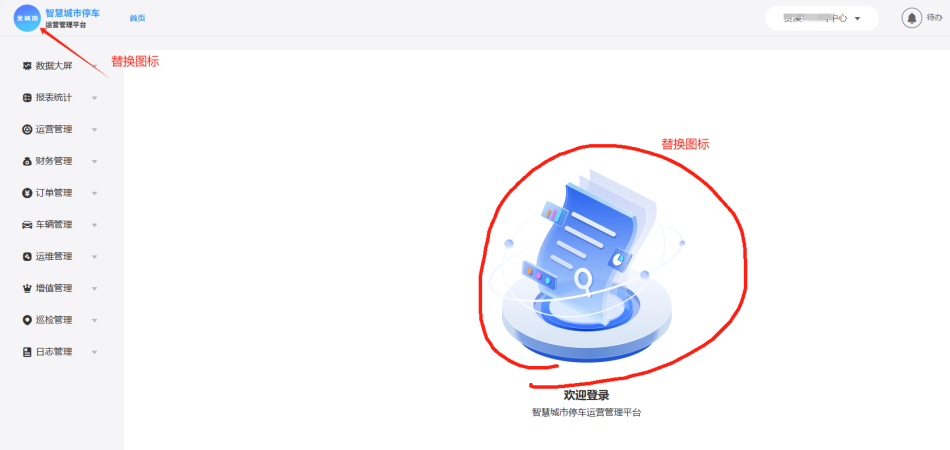 智慧城市停车
运营管理平台
首页
中心
待办
替换图标
数据大屏
报表统计
运营管理
财务管理
订单管理
车辆管理
运维管理
增值管理
巡检管理
日志管理
替换图标
欢迎登录
智慧城市停车运营管理平台